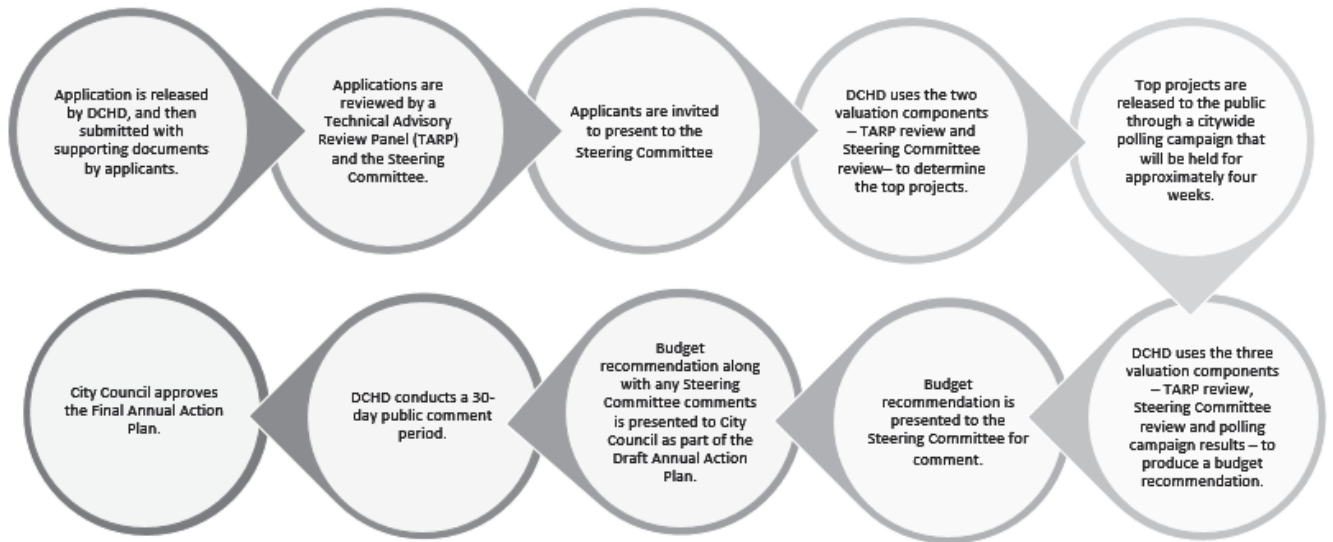 Application is released
by DCHD, and then
submitted with
supporting documents
by applicants.
Applications are
reviewed by a
Technical Advisory
Review Panel (TARP)
and the Steering
Committee.
Applicants are invited
to present to the
Steering Committee
DCHD uses the two
valuation components
– TARP review and
Steering Committee
review– to determine
the top projects.
Top projects are
released to the public
through a citywide
polling campaign that
will be held for
approximately four
weeks.
DCHD uses the three
valuation components
– TARP review,
Steering Committee
review and polling
campaign results – to
produce a budget
recommendation.
Budget
recommendation is
presented to the
Steering Committee for
comment.
Budget
recommendation along
with any Steering
Committee comments
is presented to City
Council as part of the
Draft Annual Action
Plan.
DCHD conducts a 30-
day public comment
period.
City Council approves
the Final Annual Action
Plan.